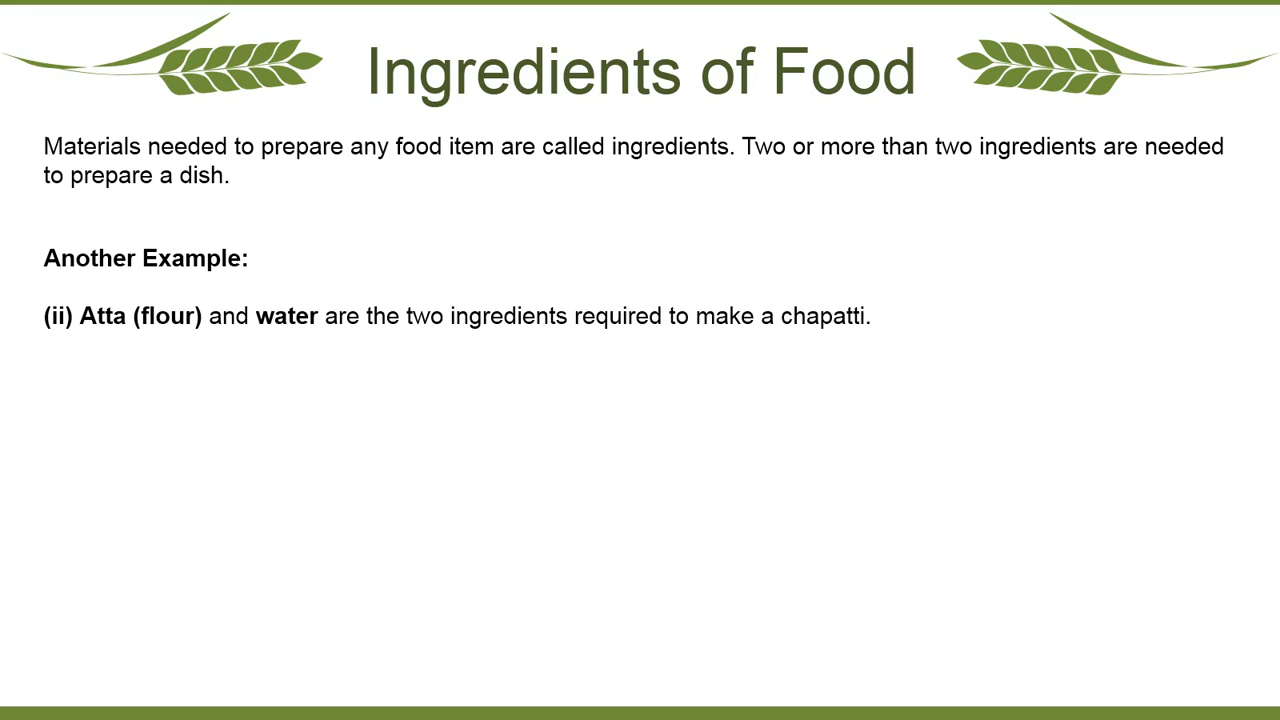 Ingredients of Food
Materials needed to prepare any food item are called ingredients. Two or more than two ingredients are needed
to prepare a dish.
Another Example:
(ii) Atta (flour) and water are the two ingredients required to make a chapatti.